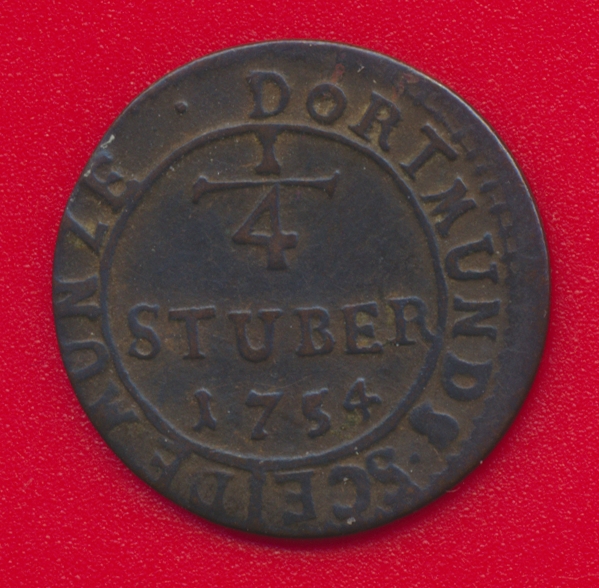 DORTMUNDS·SCEIDE MUNZE·
1/4
STUBER
1754